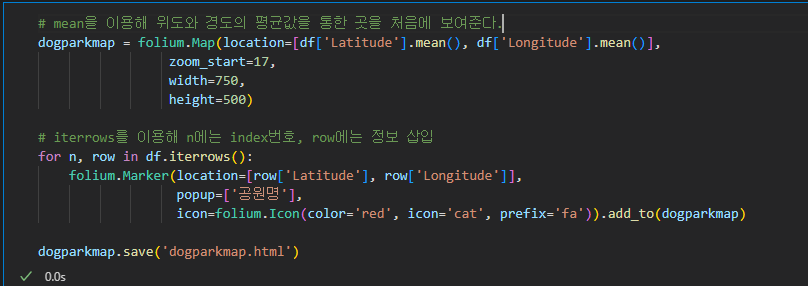 # mean을 이용해 위도와 경도의 평균값을 통한 곳을 처음에 보여준다.
dogparkmap = folium.Map(location=[df['Latitude'].mean(), df['Longitude'].mean()],
zoom_start=17,
width=750,
height=500)
# iterrows를 이용해 n에는 index번호, row에는 정보 삽입
for n, row in df.iterrows():
folium.Marker(location=[row['Latitude'], row['Longitude']],
popup=['공원명'],
icon=folium.Icon(color='red', icon='cat', prefix='fa')).add_to(dogparkmap)
dogparkmap.save('dogparkmap.html')
0.0s